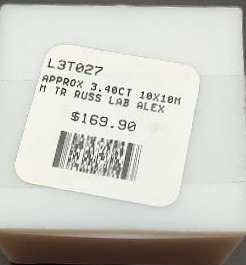 L3T027
APPROX 3.40CT 10X10M
M TR RUSS LAB ALEX
$169.90